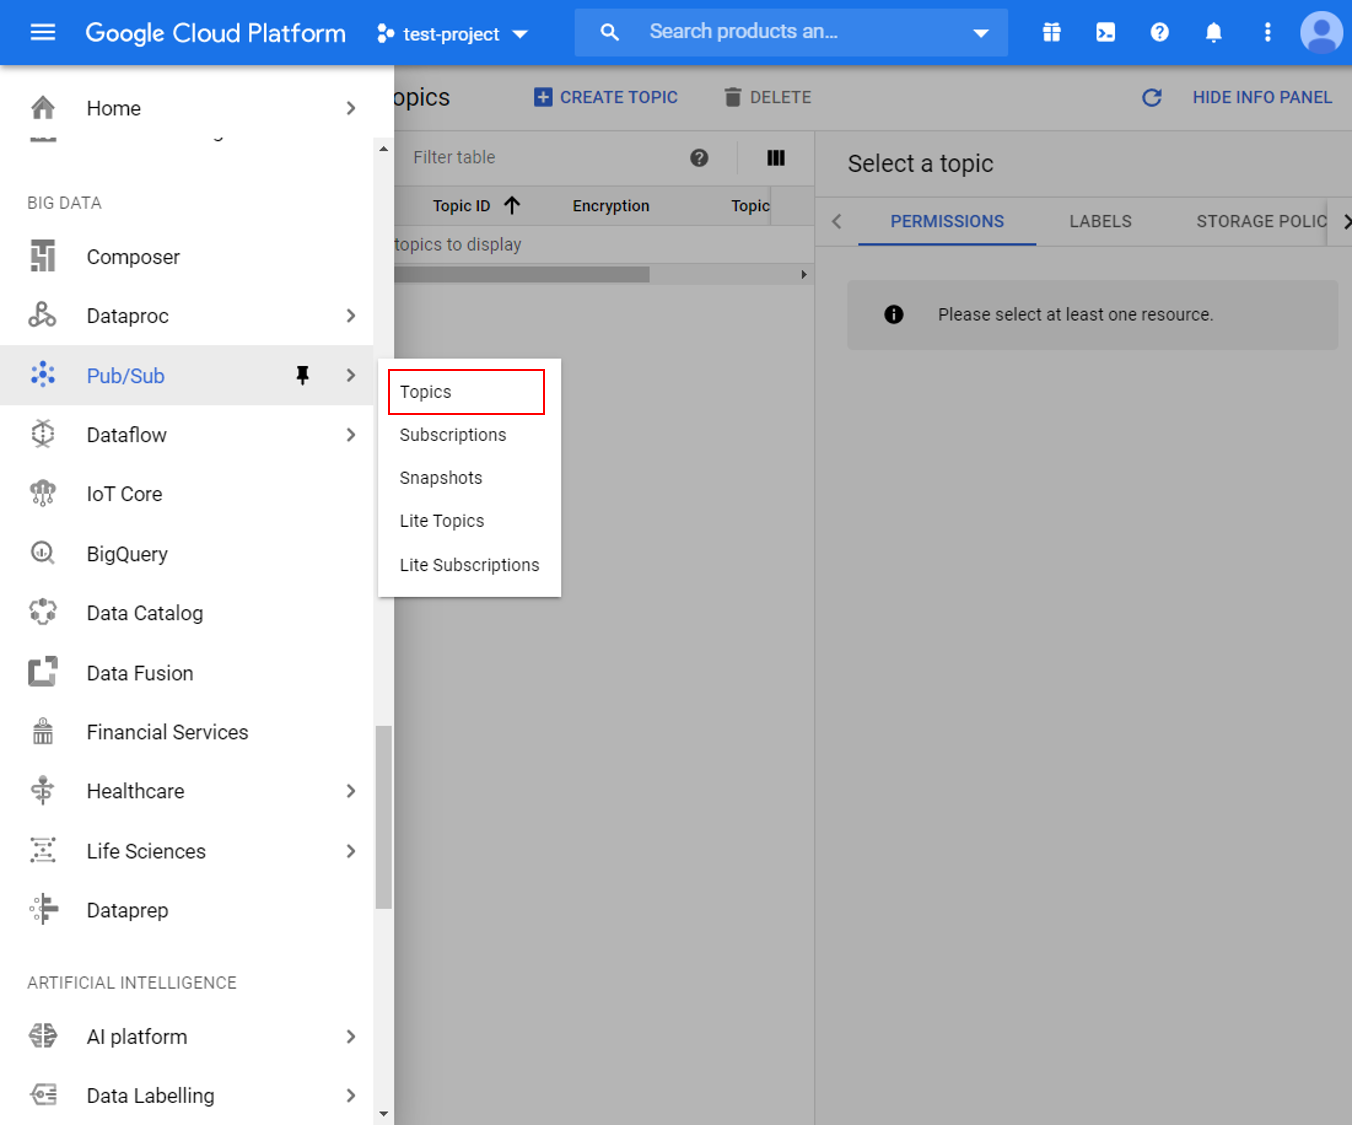 Google Cloud Platform test-project Search products an...
Home
opics CREATE TOPIC DELETE HIDE INFO PANEL
Filter table
Select a topic
BIG DATA
Topic ID Encryption Topic
PERMISSIONS LABELS STORAGE POLIC
topics to display
Composer
Dataproc
Please select at least one resource.
Pub/Sub
Topics
Subscriptions
Snapshots
Lite Topics
Lite Subscriptions
Dataflow
IoT Core
BigQuery
Data Catalog
Data Fusion
Financial Services
Healthcare
Life Sciences
Dataprep
ARTIFICIAL INTELLIGENCE
AI platform
Data Labelling